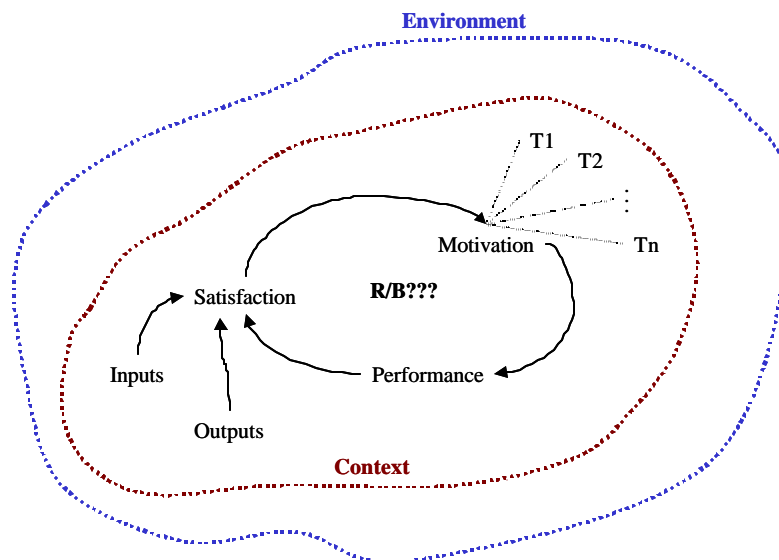 Environment
T1
T2
⋮
Motivation
Tn
Satisfaction
R/B???
Inputs
Performance
Outputs
Context